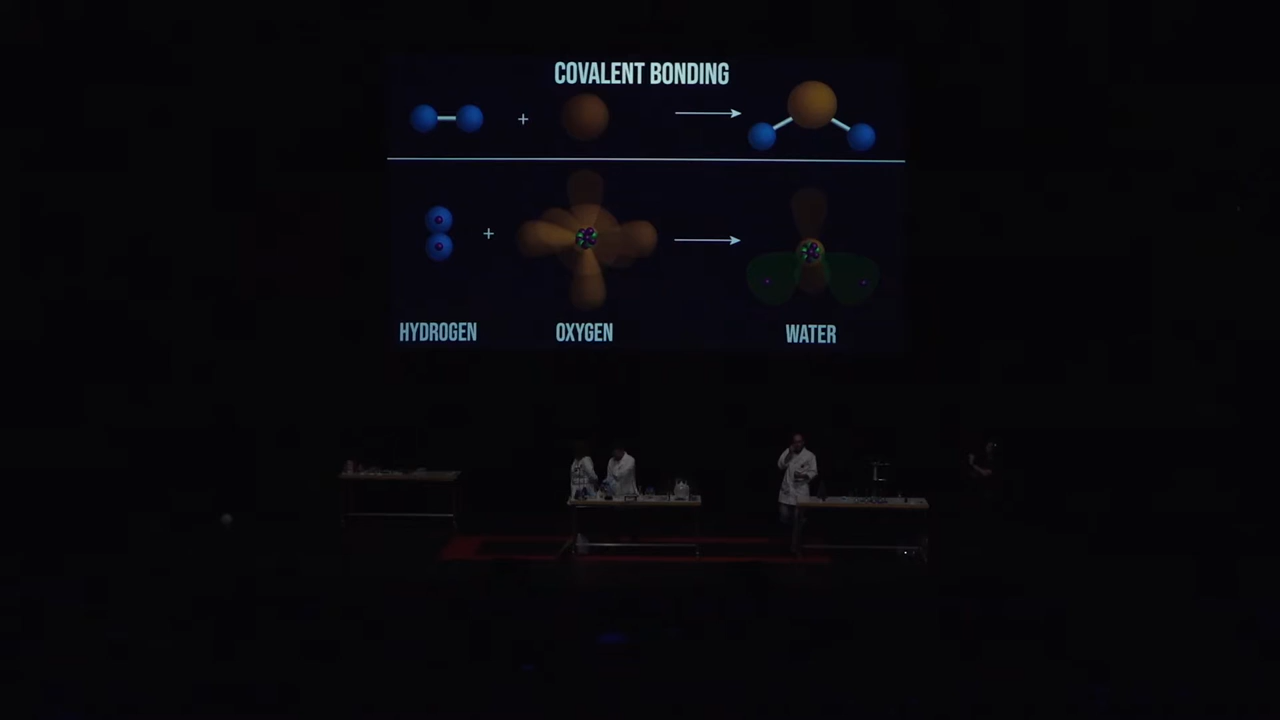 COVALENT BONDING
+
+
HYDROGEN
OXYGEN
WATER